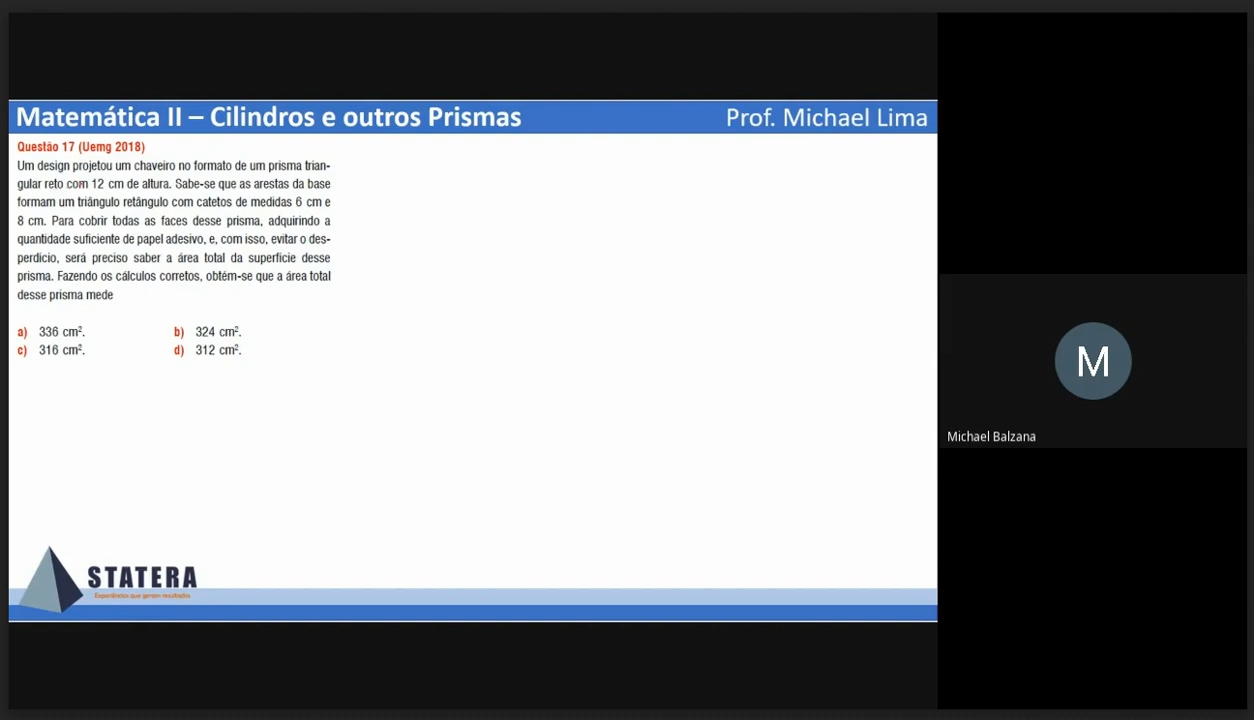 Matemática II – Cilindros e outros Prismas
Prof. Michael Lima
Questão 17 (Uemg 2018)
Um design projetou um chaveiro no formato de um prisma trian-
gular reto com 12 cm de altura. Sabe-se que as arestas da base
formam um triângulo retângulo com catetos de medidas 6 cm e
8 cm. Para cobrir todas as faces desse prisma, adquirindo a
quantidade suficiente de papel adesivo, e, com isso, evitar o des-
perdício, será preciso saber a área total da superfície desse
prisma. Fazendo os cálculos corretos, obtém-se que a área total
desse prisma mede
a) 336 cm². b) 324 cm².
c) 316 cm². d) 312 cm².
M
Michael Balzana
STATERA
Experiências que geram resultados